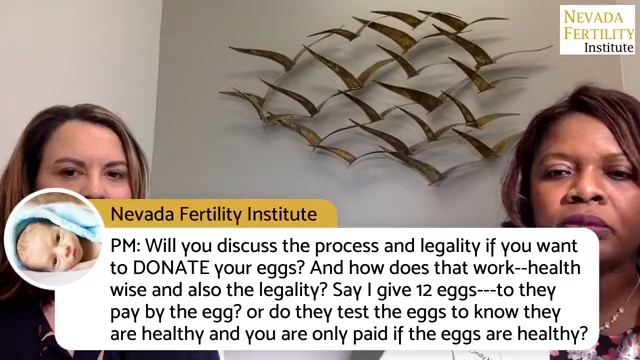 NEVADA
FERTILITY
Institute
Nevada Fertility Institute
PM: Will you discuss the process and legality if you want
to DONATE your eggs? And how does that work--health
wise and also the legality? Say I give 12 eggs---to they
pay by the egg? or do they test the eggs to know they
are healthy and you are only paid if the eggs are healthy?